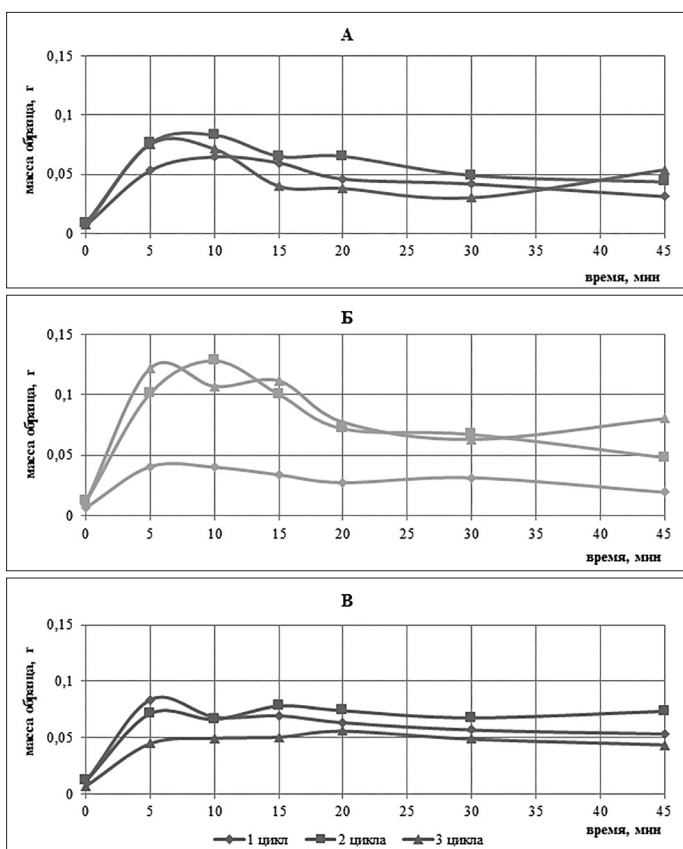 А
масса образца, г
0,15
0,1
0,05
0
0 5 10 15 20 25 30 35 40 45
время, мин
Б
масса образца, г
0,15
0,1
0,05
0
0 5 10 15 20 25 30 35 40 45
время, мин
В
масса образца, г
0,15
0,1
0,05
0
0 5 10 15 20 25 30 35 40 45
время, мин
1 цикл 2 цикла 3 цикла